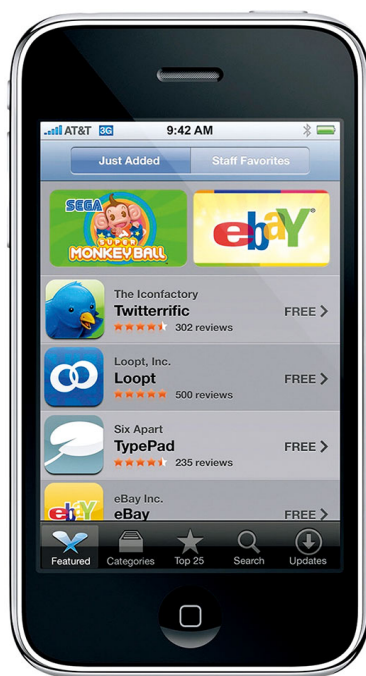 AT&T 3G 9:42 AM
Just Added Staff Favorites
SEGA
SUPER
MONKEY BALL
ebaY®
The Iconfactory
Twitterrific FREE
302 reviews
Loopt, Inc.
Loopt FREE
500 reviews
Six Apart
TypePad FREE
235 reviews
eBay Inc.
ebaY
eBay FREE
Featured Categories Top 25 Search Updates